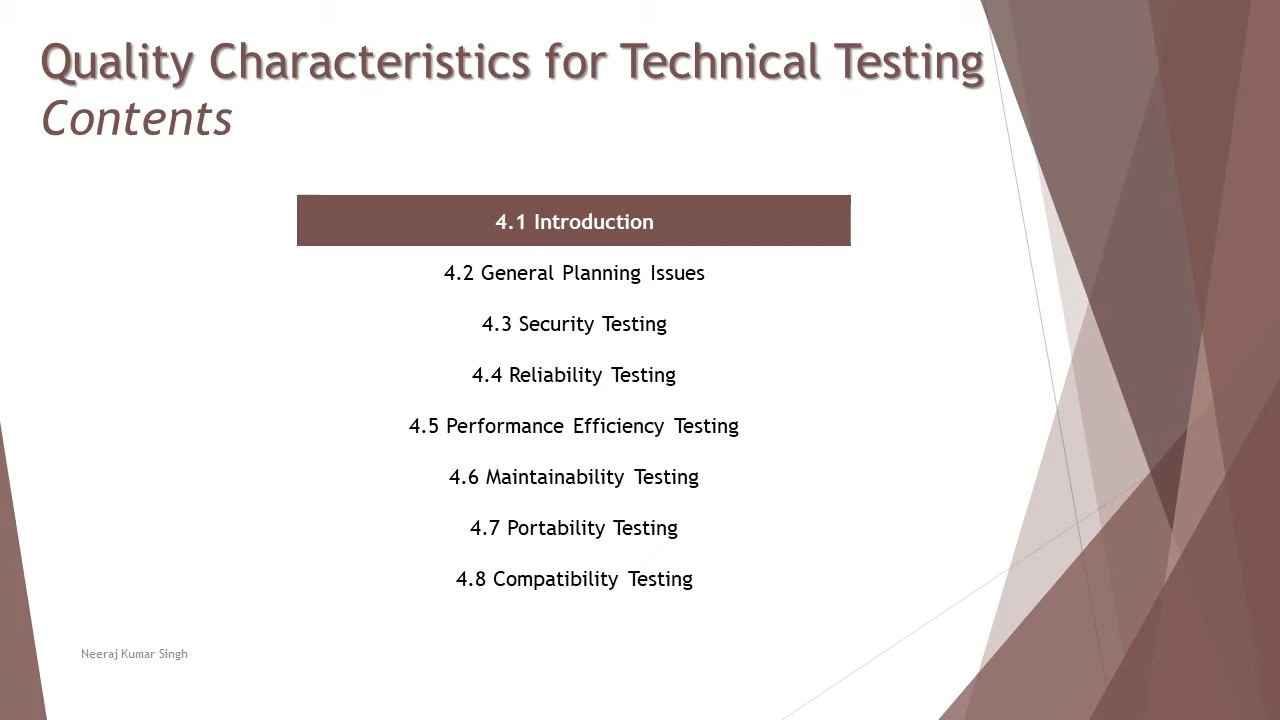 Quality Characteristics for Technical Testing
Contents
4.1 Introduction
4.2 General Planning Issues
4.3 Security Testing
4.4 Reliability Testing
4.5 Performance Efficiency Testing
4.6 Maintainability Testing
4.7 Portability Testing
4.8 Compatibility Testing
Neeraj Kumar Singh